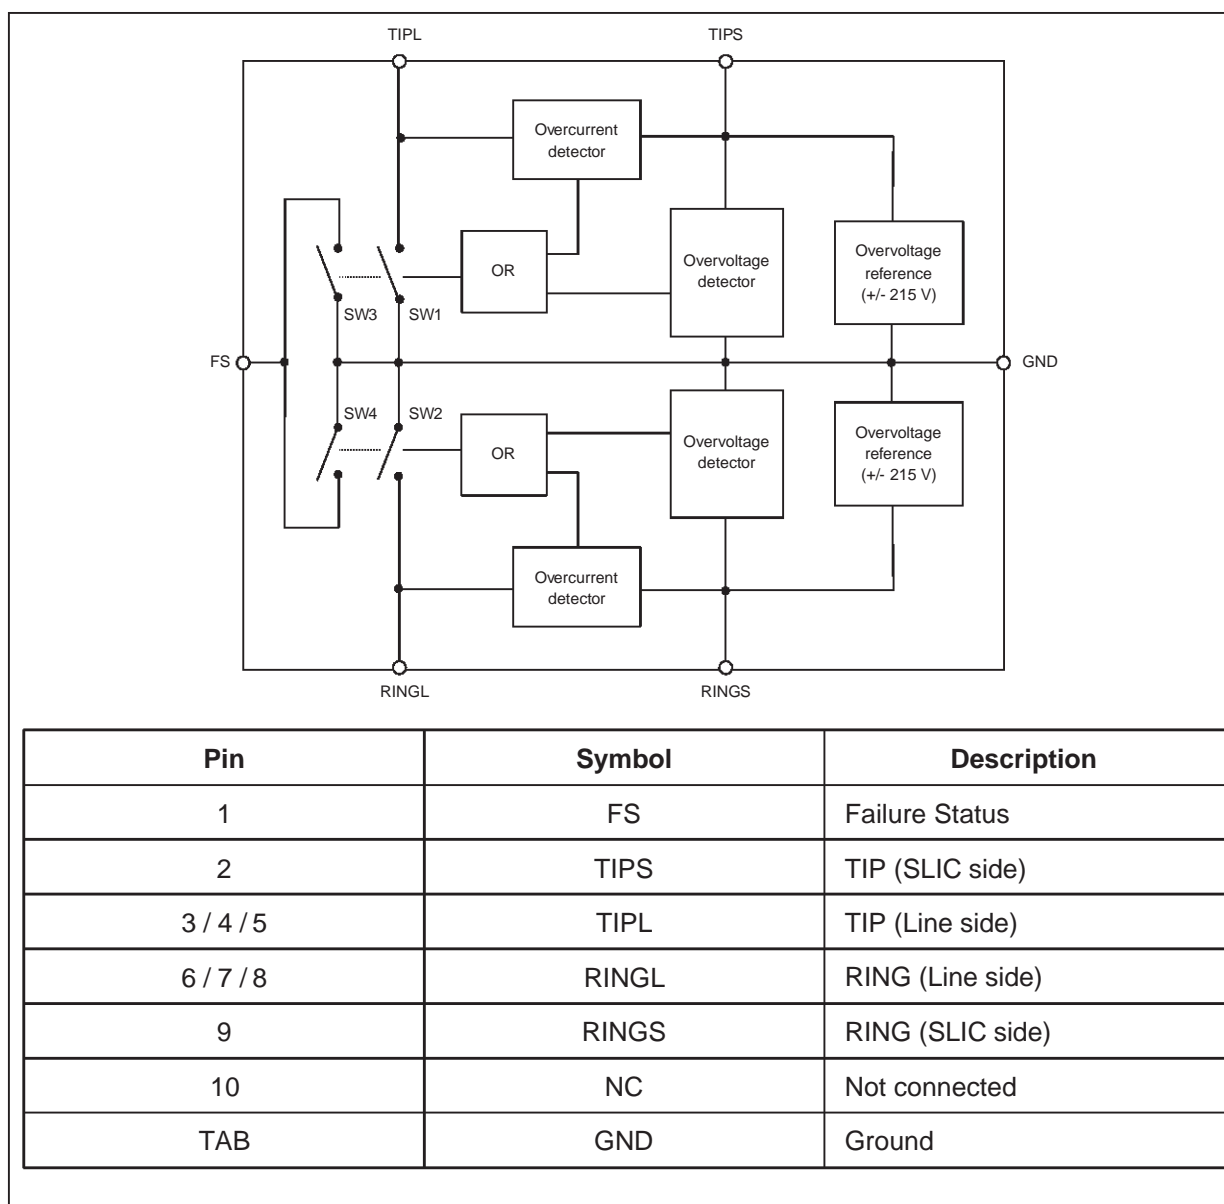 TIPL TIPS
Overcurrent
detector
OR
Overvoltage
detector
Overvoltage
reference
(+/- 215 V)
SW3 SW1
FS GND
SW4 SW2
OR
Overvoltage
detector
Overvoltage
reference
(+/- 215 V)
Overcurrent
detector
RINGL RINGS
Pin Symbol Description
1 FS Failure Status
2 TIPS TIP (SLIC side)
3 / 4 / 5 TIPL TIP (Line side)
6 / 7 / 8 RINGL RING (Line side)
9 RINGS RING (SLIC side)
10 NC Not connected
TAB GND Ground